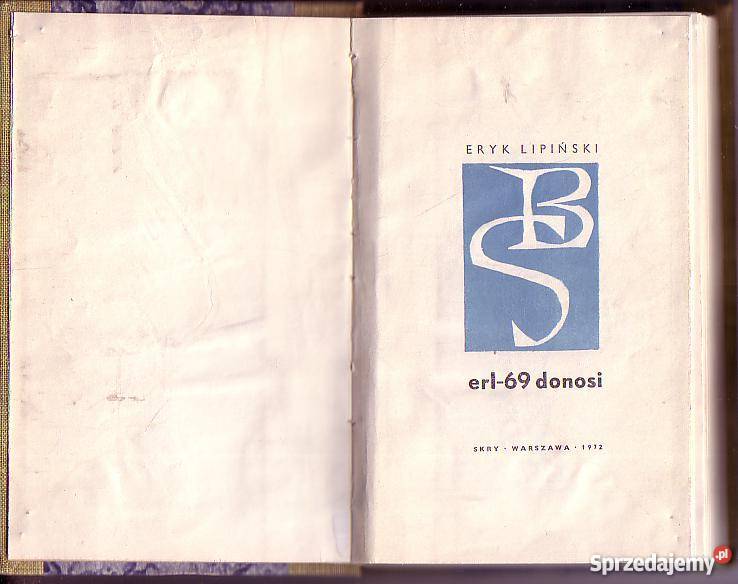 ERYK LIPIŃSKI
BS
erl-69 donosi
SKRY · WARSZAWA · 1972
Sprzedajemy.pl